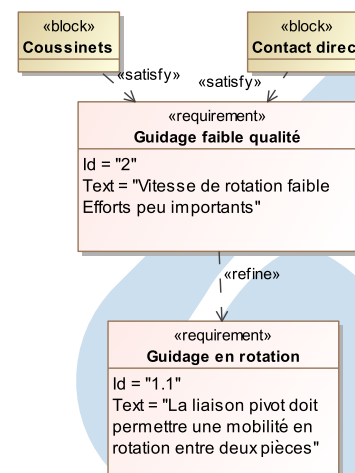 «block»
«block»
Coussinets
Contact direc
«satisfy»
«satisfy»
«requirement»
Guidage faible qualité
Id = "2"
Text = "Vitesse de rotation faible
Efforts peu importants"
«refine»
«requirement»
Guidage en rotation
Id = "1.1"
Text = "La liaison pivot doit
permettre une mobilité en
rotation entre deux pièces"